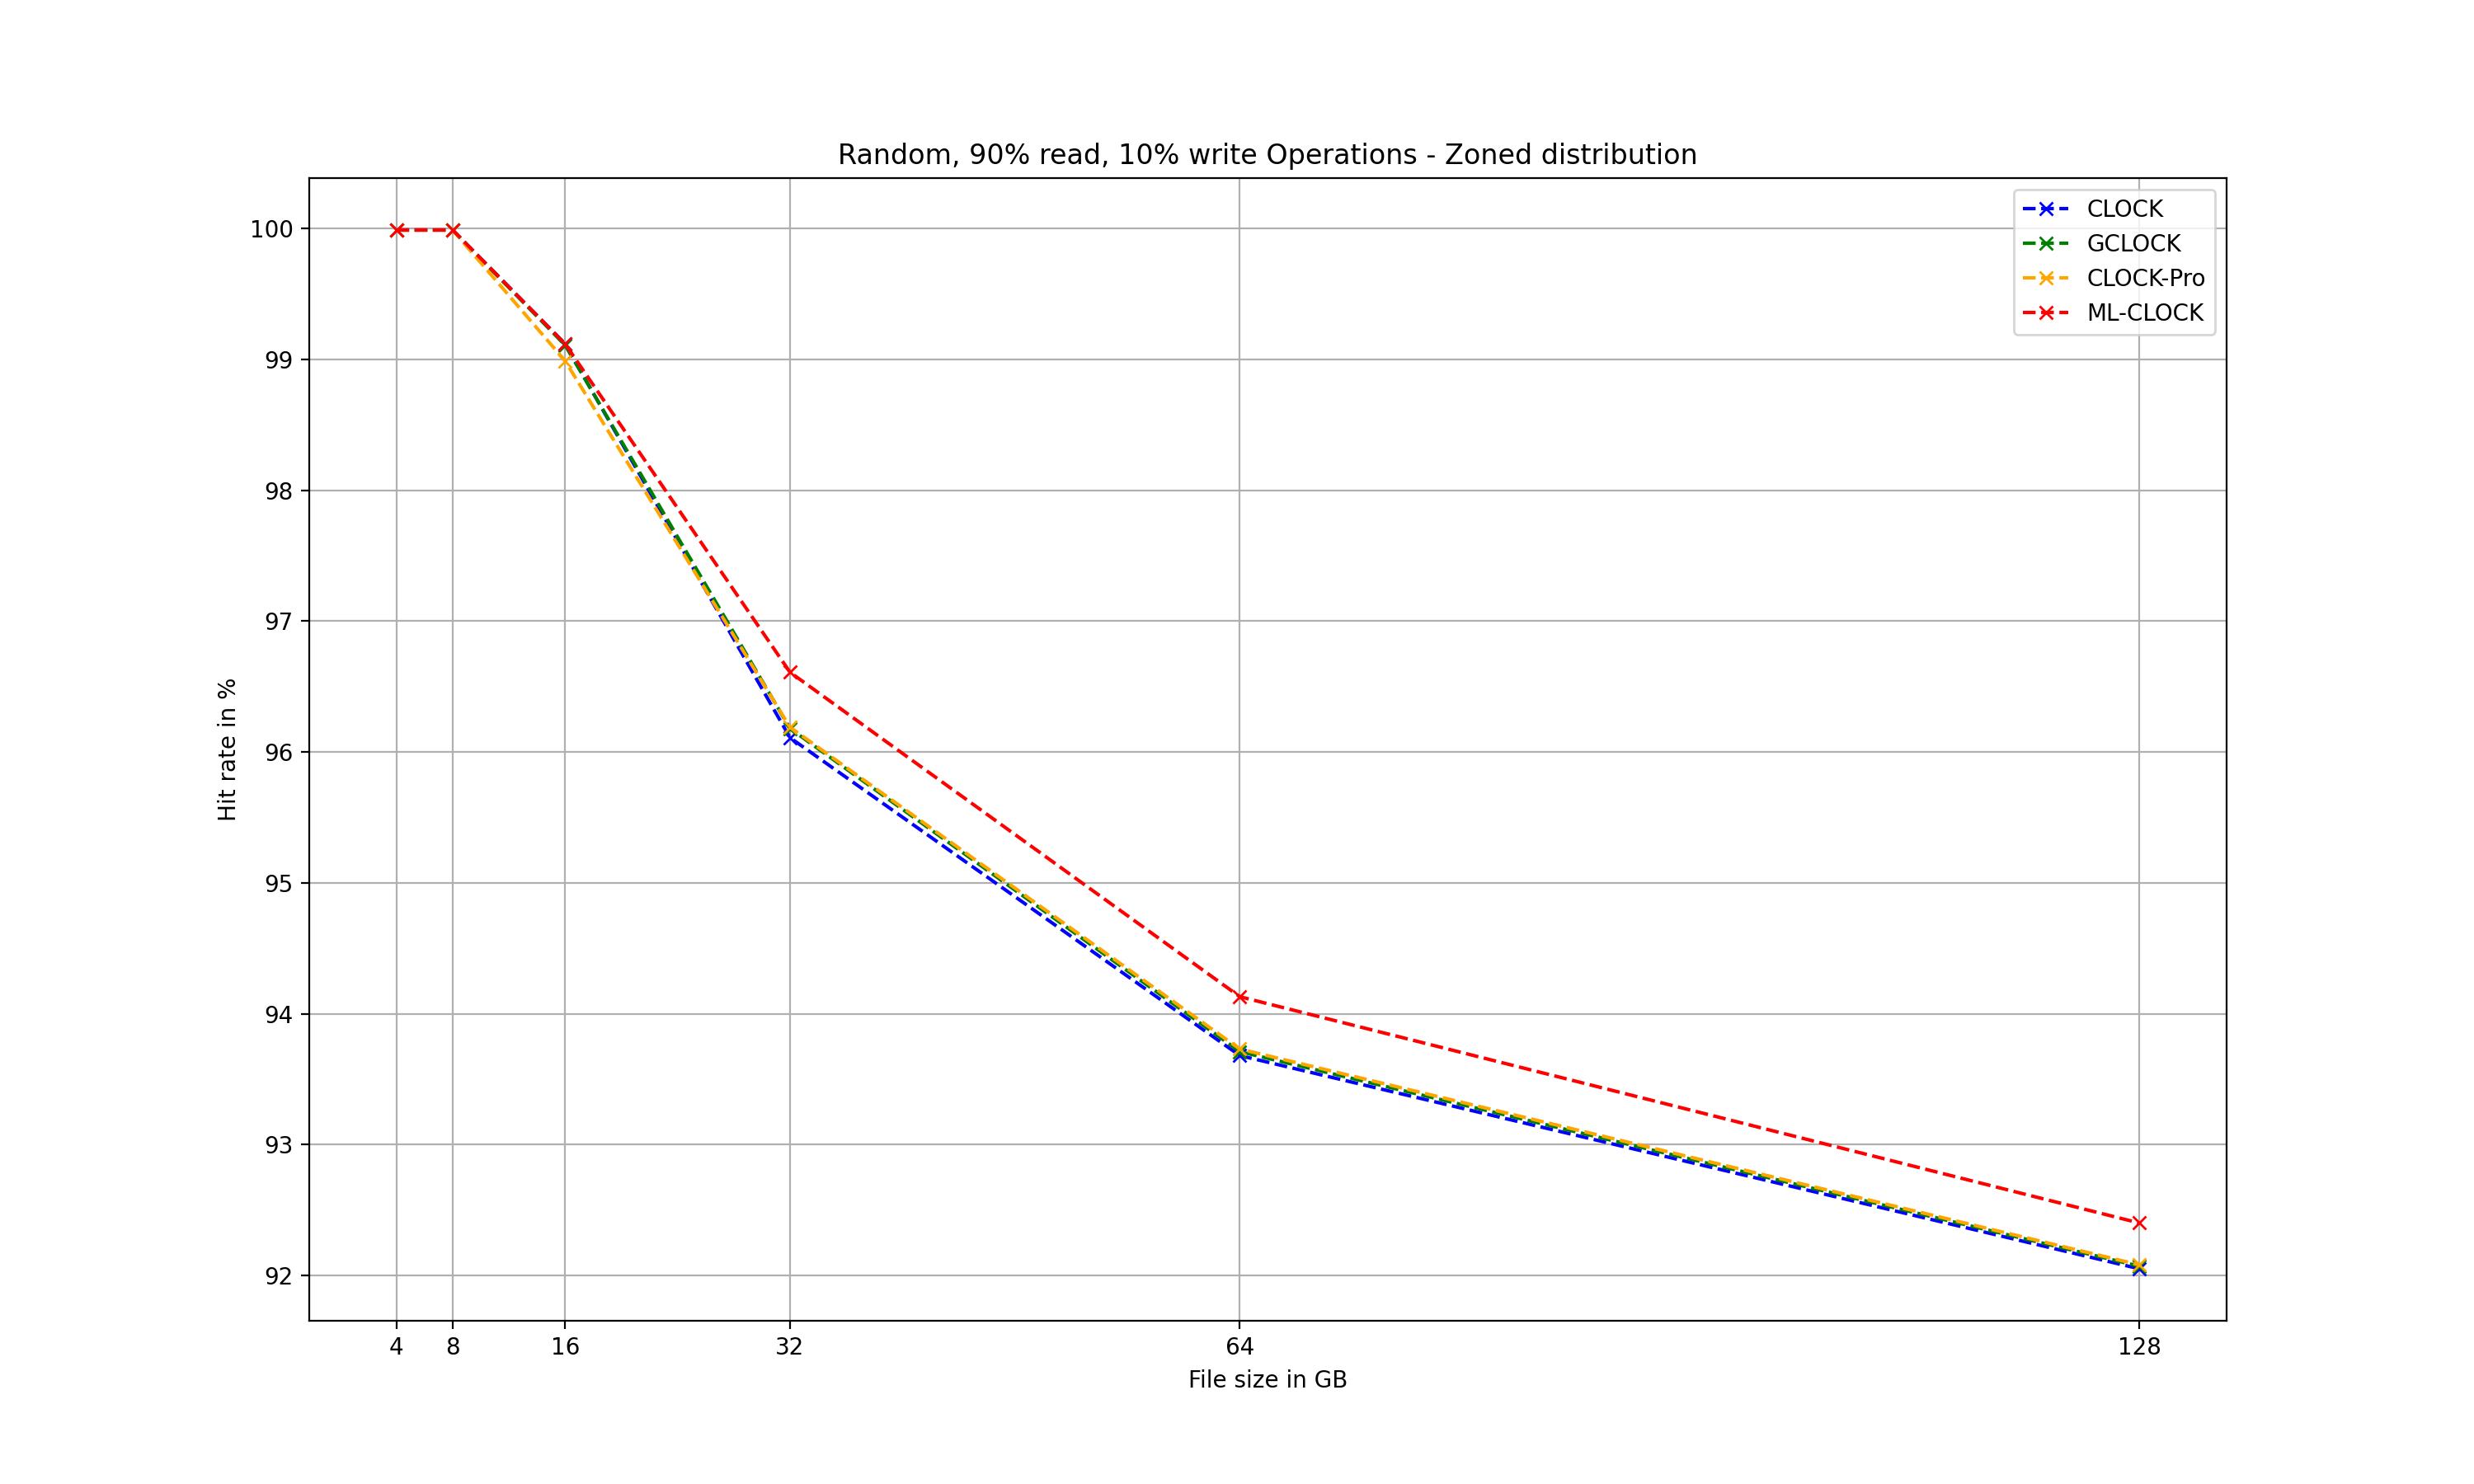 Random, 90% read, 10% write Operations - Zoned distribution
CLOCK
GCLOCK
CLOCK-Pro
ML-CLOCK
Hit rate in %
100
99
98
97
96
95
94
93
92
4 8 16 32 64 128
File size in GB